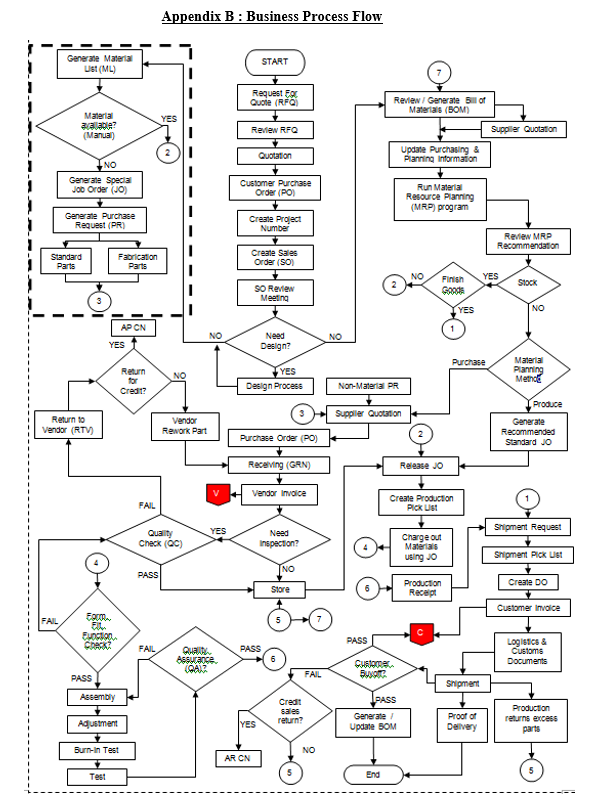 Appendix B : Business Process Flow
Generate Material
List (ML)
Material
available?
(Manual)
YES
2
NO
Generate Special
Job Order (JO)
Generate Purchase
Request (PR)
Standard
Parts
Fabrication
Parts
3
START
Request For
Quote (RFQ)
Review RFQ
Quotation
Customer Purchase
Order (PO)
Create Project
Number
Create Sales
Order (SO)
SO Review
Meeting
Need
Design?
NO
NO
YES
Design Process
7
Review / Generate Bill of
Materials (BOM)
Supplier Quotation
Update Purchasing &
Planning Information
Run Material
Resource Planning
(MRP) program
Review MRP
Recommendation
Stock
YES
NO
Finish
Goods
NO
2
YES
1
Material
Planning
Method
Purchase
Produce
Generate
Recommended
Standard JO
AP CN
YES
Return
for
Credit?
NO
Return to
Vendor (RTV)
Vendor
Rework Part
Non-Material PR
3
Supplier Quotation
Purchase Order (PO)
Receiving (GRN)
V
Vendor Invoice
Need
Inspection?
YES
NO
Quality
Check (QC)
FAIL
PASS
Store
5
7
2
Release JO
Create Production
Pick List
Charge out
Materials
using JO
4
6
Production
Receipt
1
Shipment Request
Shipment Pick List
Create DO
Customer Invoice
C
Logistics &
Customs
Documents
Shipment
Proof of
Delivery
Production
returns excess
parts
5
Customer
Buyoff?
PASS
FAIL
PASS
Generate /
Update BOM
End
Credit
sales
return?
YES
NO
AR CN
5
4
Form,
Fit,
Function
Check?
FAIL
PASS
Assembly
Adjustment
Burn-In Test
Test
Quality
Assurance
(QA)?
FAIL
PASS
6